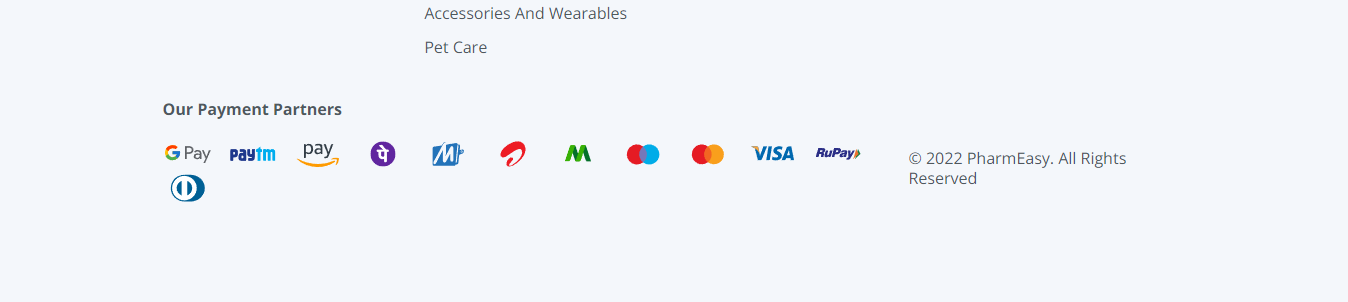 Accessories And Wearables
Pet Care
Our Payment Partners
G Pay paytm pay पे M VISA RuPay
© 2022 PharmEasy. All Rights
Reserved